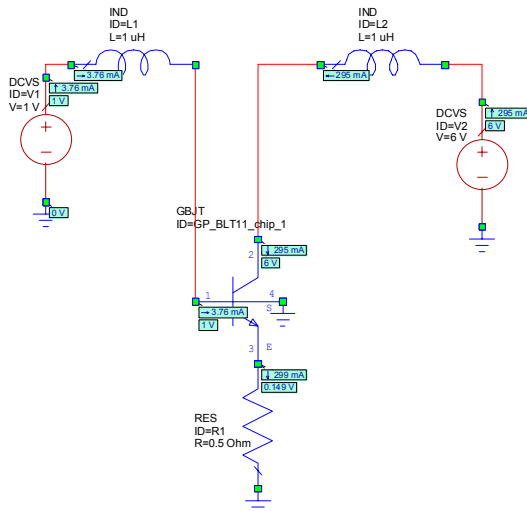 IND
ID=L1
L=1 uH
IND
ID=L2
L=1 uH
→3.76 mA
←295 mA
DCVS
ID=V1
V=1 V
↑3.76 mA
1 V
DCVS
ID=V2
V=6 V
↑295 mA
6 V
0 V
GBJT
ID=GP_BLT11_chip_1
2
↓295 mA
6 V
1
4
S
→3.76 mA
1 V
3
E
↓299 mA
0.149 V
RES
ID=R1
R=0.5 Ohm